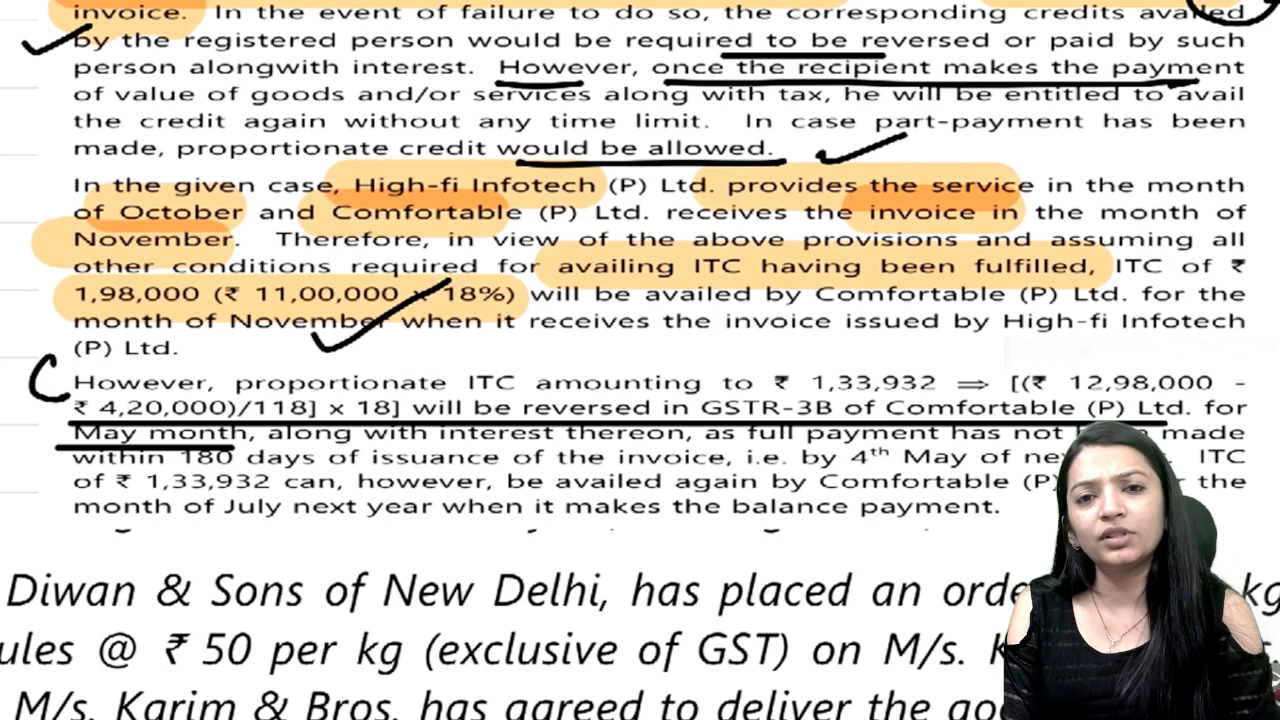 invoice. In the event of failure to do so, the corresponding credits availed
by the registered person would be required to be reversed or paid by such
person alongwith interest. However, once the recipient makes the payment
of value of goods and/or services along with tax, he will be entitled to avail
the credit again without any time limit. In case part-payment has been
made, proportionate credit would be allowed.
In the given case, High-fi Infotech (P) Ltd. provides the service in the month
of October and Comfortable (P) Ltd. receives the invoice in the month of
November. Therefore, in view of the above provisions and assuming all
other conditions required for availing ITC having been fulfilled, ITC of ₹
1,98,000 (₹ 11,00,000 x 18%) will be availed by Comfortable (P) Ltd. for the
month of November when it receives the invoice issued by High-fi Infotech
(P) Ltd.
However, proportionate ITC amounting to ₹ 1,33,932 ⇒ [(₹ 12,98,000 -
₹ 4,20,000)/118] x 18] will be reversed in GSTR-3B of Comfortable (P) Ltd. for
May month, along with interest thereon, as full payment has not made
within 180 days of issuance of the invoice, i.e. by 4th May of ITC
of ₹ 1,33,932 can, however, be availed again by Comfortable (P) the
month of July next year when it makes the balance payment.
Diwan & Sons of New Delhi, has placed an kg
@ ₹ 50 per kg (exclusive of GST) on M/s.
M/s. Karim & Bros. has agreed to deliver the